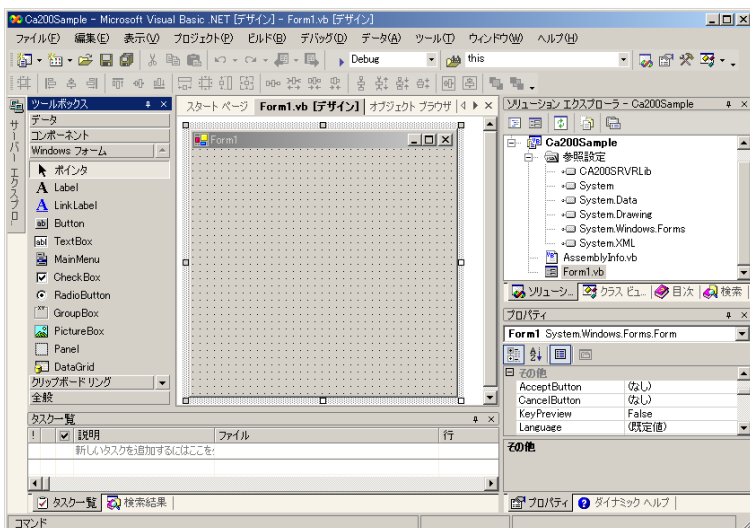 Ca200Sample - Microsoft Visual Basic .NET [デザイン] - Form1.vb [デザイン]
ファイル(F) 編集(E) 表示(V) プロジェクト(P) ビルド(B) デバッグ(D) データ(A) ツール(T) ウィンドウ(W) ヘルプ(H)
Debug this
サーバー エクスプロー
ツールボックス
データ
コンポーネント
Windows フォーム
ポインタ
Label
LinkLabel
Button
TextBox
MainMenu
CheckBox
RadioButton
GroupBox
PictureBox
Panel
DataGrid
クリップボード リング
全般
スタート ページ Form1.vb [デザイン] オブジェクト ブラウザ
Form1
ソリューション エクスプローラ - Ca200Sample
Ca200Sample
参照設定
CA200SRVRLib
System
System.Data
System.Drawing
System.Windows.Forms
System.XML
AssemblyInfo.vb
Form1.vb
ソリューシ... クラス ビュ... 目次 検索
プロパティ
Form1 System.Windows.Forms.Form
その他
AcceptButton (なし)
CancelButton (なし)
KeyPreview False
Language (既定値)
その他
プロパティ ダイナミック ヘルプ
タスク一覧
! 説明 ファイル 行
新しいタスクを追加するにはここを
タスク一覧 検索結果
コマンド